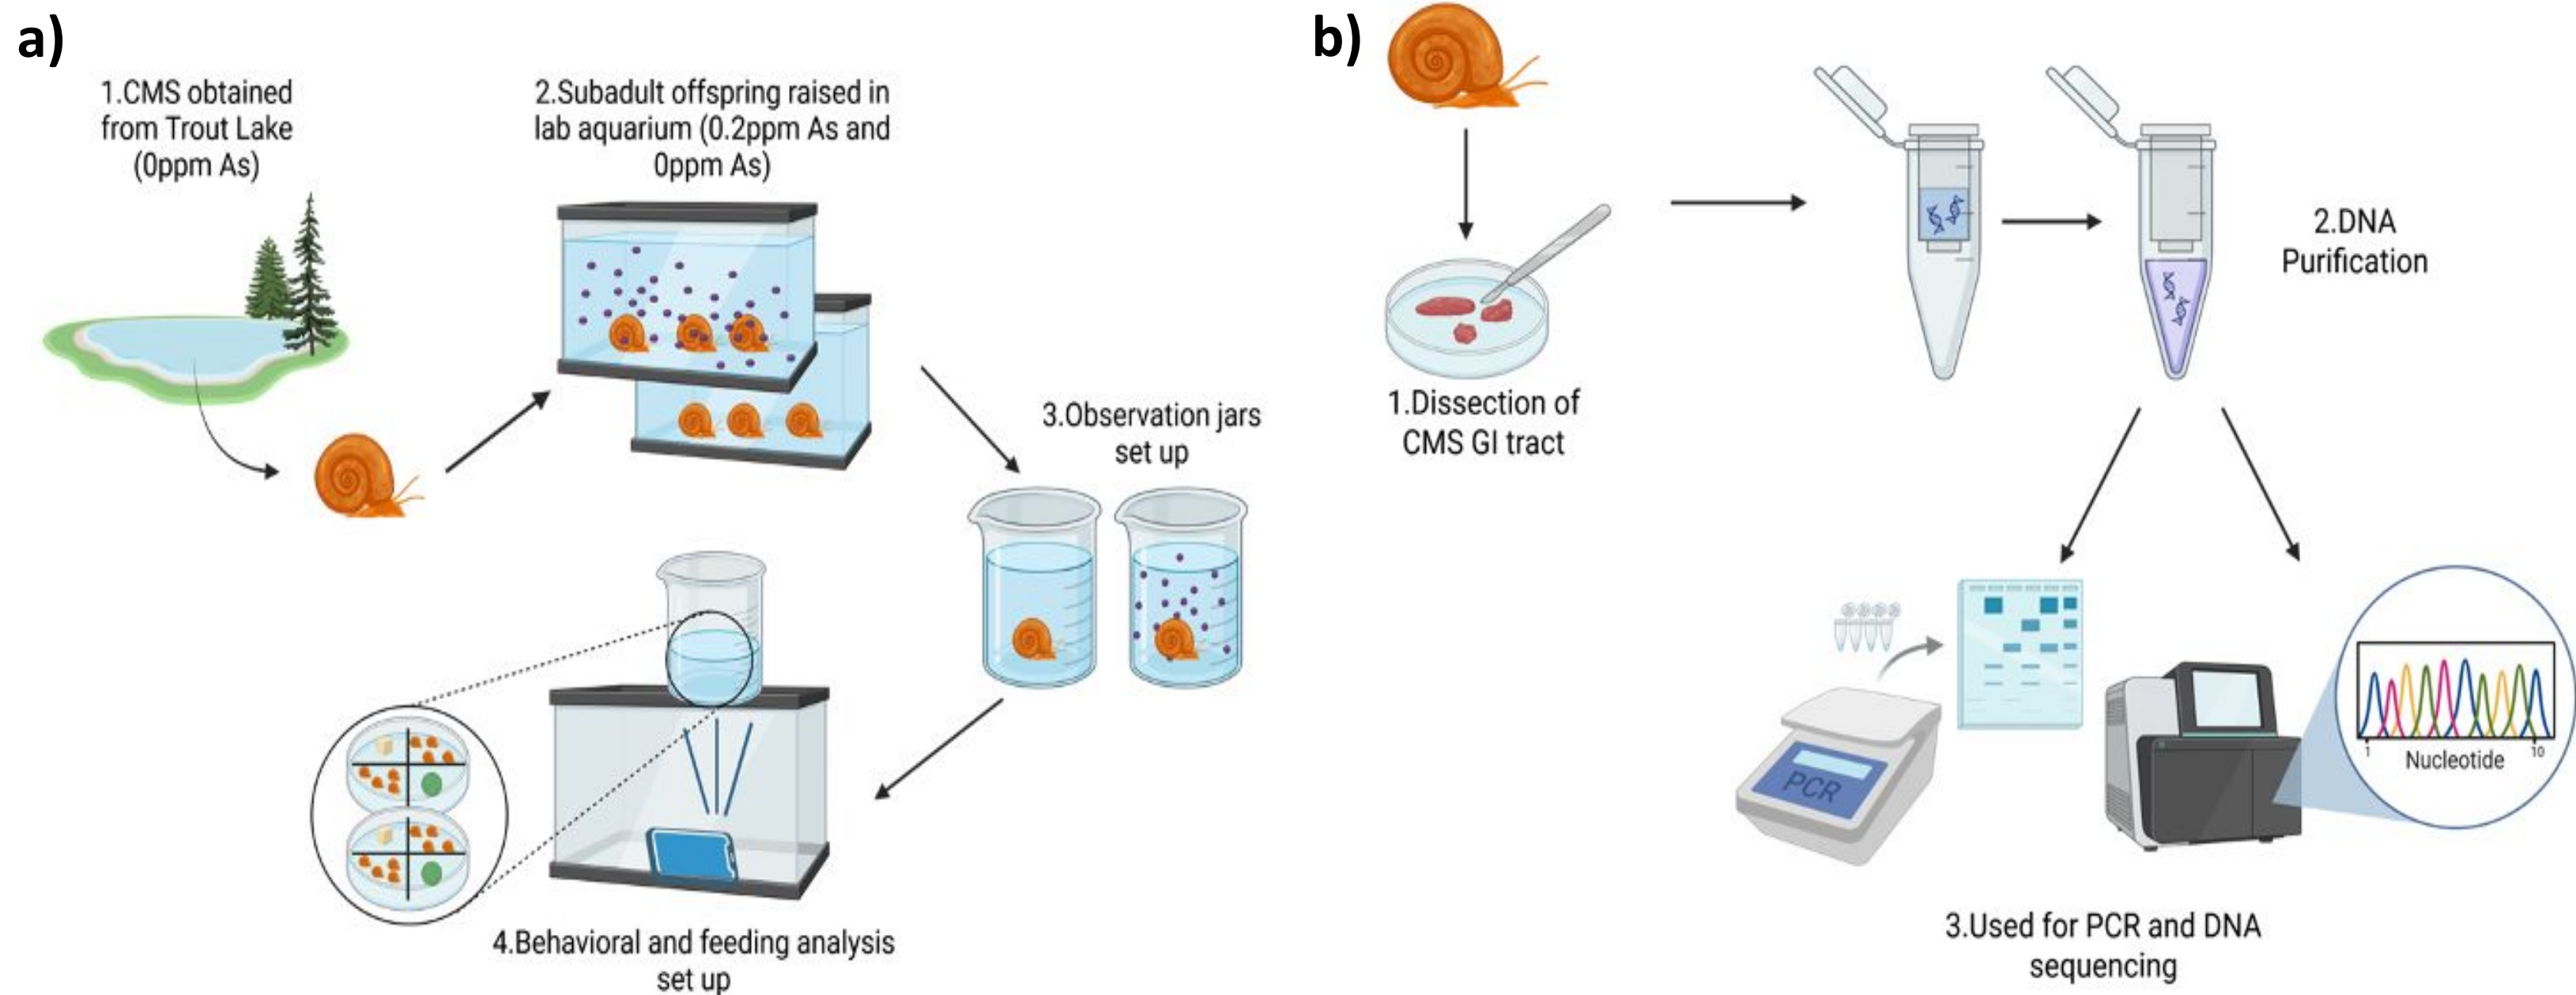 a)
1.CMS obtained
from Trout Lake
(0ppm As)
2.Subadult offspring raised in
lab aquarium (0.2ppm As and
0ppm As)
3.Observation jars
set up
4.Behavioral and feeding analysis
set up
b)
1.Dissection of
CMS GI tract
2.DNA
Purification
PCR
1
10
Nucleotide
3.Used for PCR and DNA
sequencing